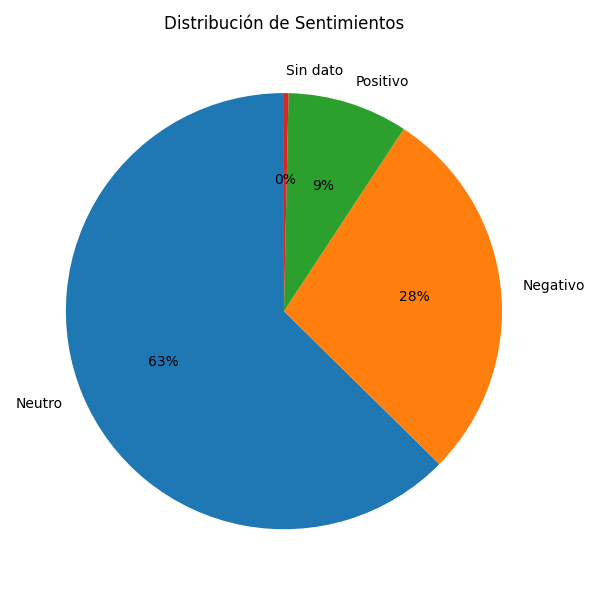 Distribución de Sentimientos
Sin dato
Positivo
0%
9%
Negativo
28%
63%
Neutro